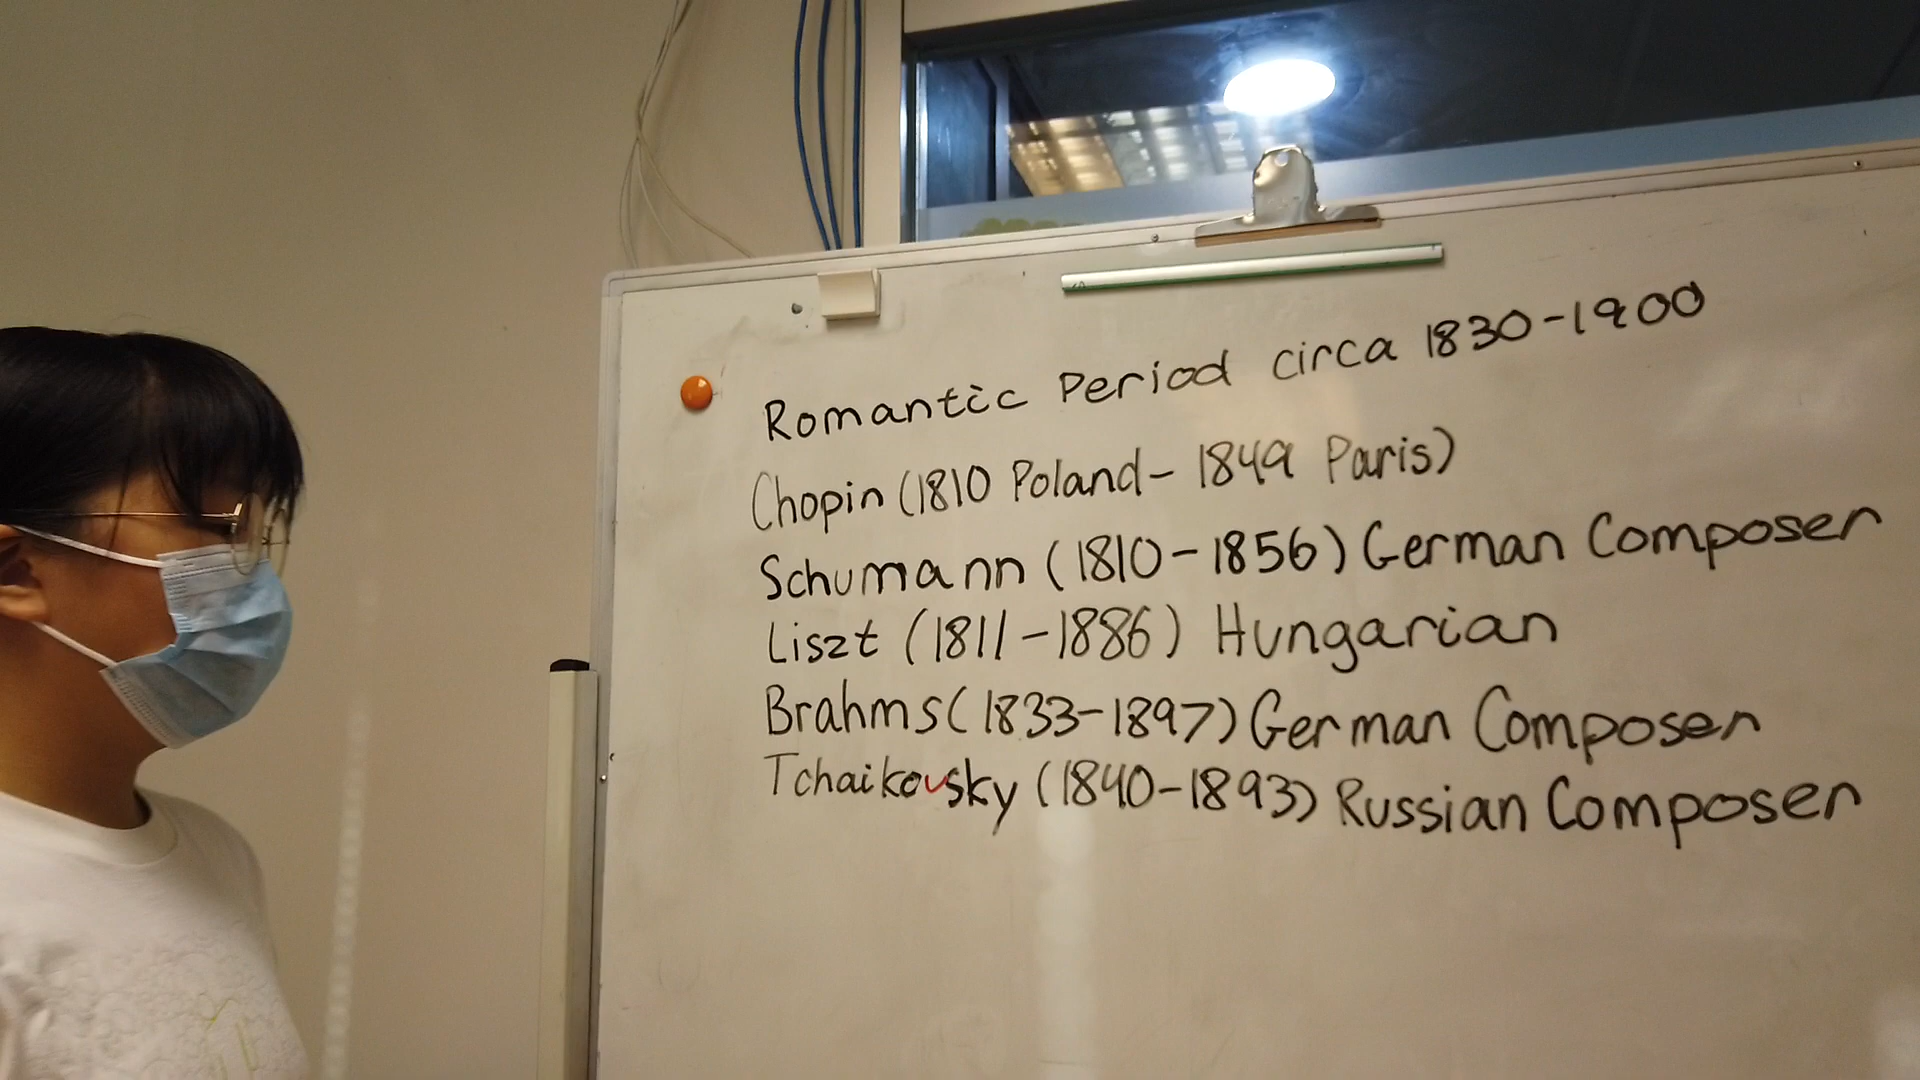 Romantic Period circa 1830-1900
Chopin (1810 Poland - 1849 Paris)
Schumann (1810-1856) German Composer
Liszt (1811-1886) Hungarian
Brahms (1833-1897) German Composer
Tchaikovsky (1840-1893) Russian Composer